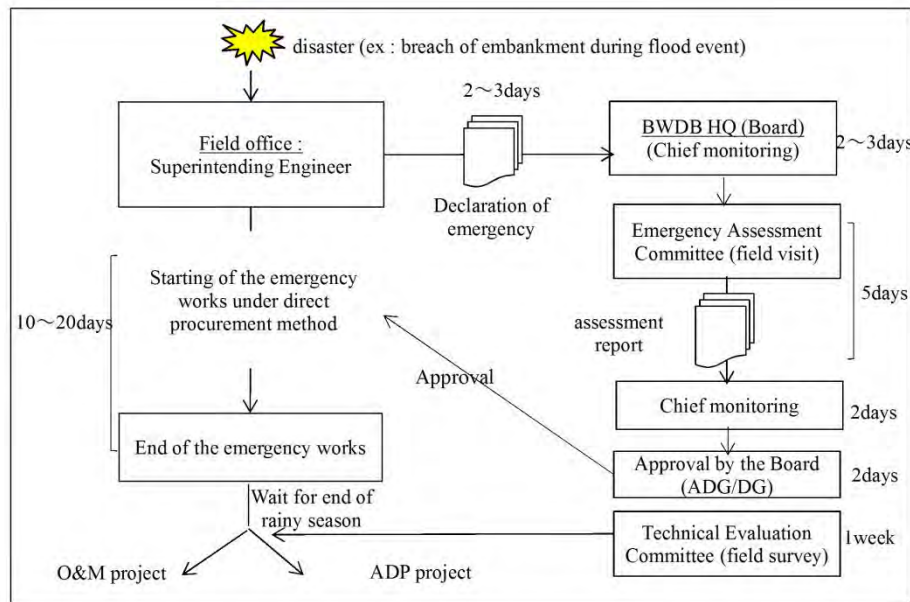 disaster (ex : breach of embankment during flood event)
2～3days
Field office :
Superintending Engineer
BWDB HQ (Board)
(Chief monitoring)
2～3days
Declaration of
emergency
Emergency Assessment
Committee (field visit)
5days
Starting of the emergency
works under direct
procurement method
10～20days
assessment
report
Approval
Chief monitoring
2days
End of the emergency works
Approval by the Board
(ADG/DG)
2days
Wait for end of
rainy season
Technical Evaluation
Committee (field survey)
1week
O&M project
ADP project